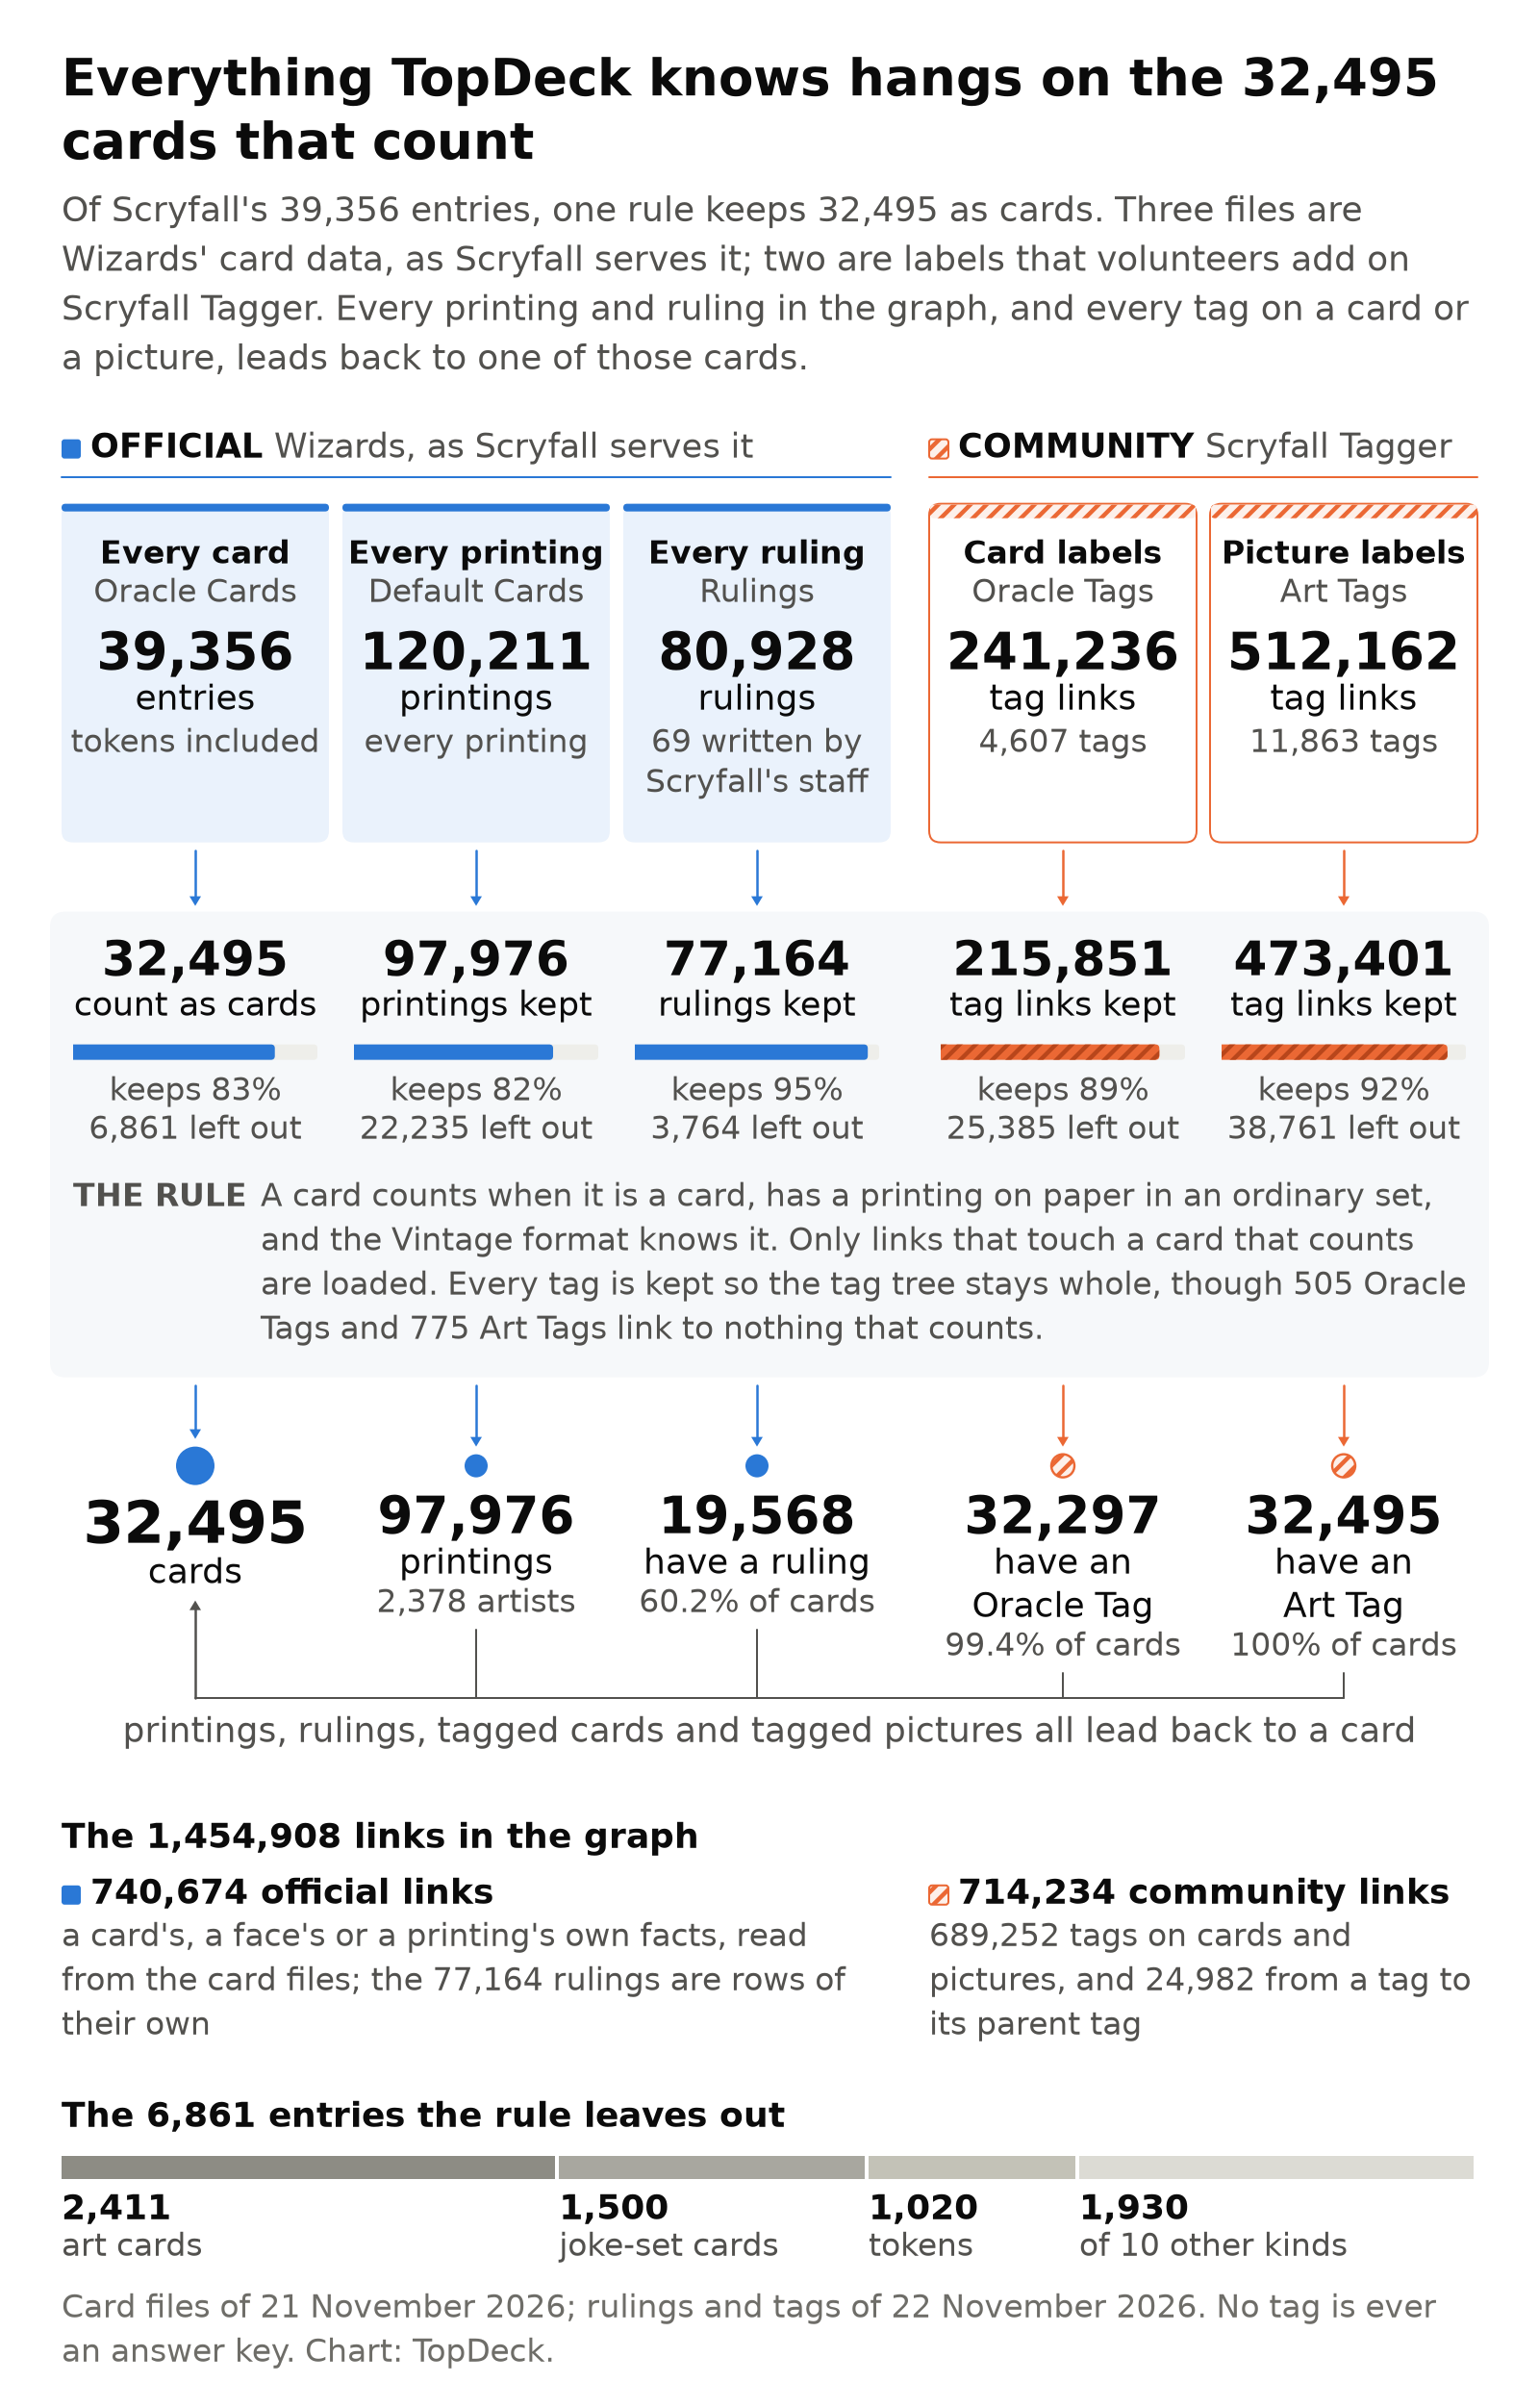 Everything TopDeck knows hangs on the 32,495
cards that count
Of Scryfall's 39,356 entries, one rule keeps 32,495 as cards. Three files are
Wizards' card data, as Scryfall serves it; two are labels that volunteers add on
Scryfall Tagger. Every printing and ruling in the graph, and every tag on a card or
a picture, leads back to one of those cards.
OFFICIAL Wizards, as Scryfall serves it
COMMUNITY Scryfall Tagger
Every card
Oracle Cards
39,356
entries
tokens included
Every printing
Default Cards
120,211
printings
every printing
Every ruling
Rulings
80,928
rulings
69 written by
Scryfall's staff
Card labels
Oracle Tags
241,236
tag links
4,607 tags
Picture labels
Art Tags
512,162
tag links
11,863 tags
32,495
count as cards
keeps 83%
6,861 left out
97,976
printings kept
keeps 82%
22,235 left out
77,164
rulings kept
keeps 95%
3,764 left out
215,851
tag links kept
keeps 89%
25,385 left out
473,401
tag links kept
keeps 92%
38,761 left out
THE RULE A card counts when it is a card, has a printing on paper in an ordinary set,
and the Vintage format knows it. Only links that touch a card that counts
are loaded. Every tag is kept so the tag tree stays whole, though 505 Oracle
Tags and 775 Art Tags link to nothing that counts.
32,495
cards
97,976
printings
2,378 artists
19,568
have a ruling
60.2% of cards
32,297
have an
Oracle Tag
99.4% of cards
32,495
have an
Art Tag
100% of cards
printings, rulings, tagged cards and tagged pictures all lead back to a card
The 1,454,908 links in the graph
740,674 official links
a card's, a face's or a printing's own facts, read
from the card files; the 77,164 rulings are rows of
their own
714,234 community links
689,252 tags on cards and
pictures, and 24,982 from a tag to
its parent tag
The 6,861 entries the rule leaves out
2,411
art cards
1,500
joke-set cards
1,020
tokens
1,930
of 10 other kinds
Card files of 21 November 2026; rulings and tags of 22 November 2026. No tag is ever
an answer key. Chart: TopDeck.